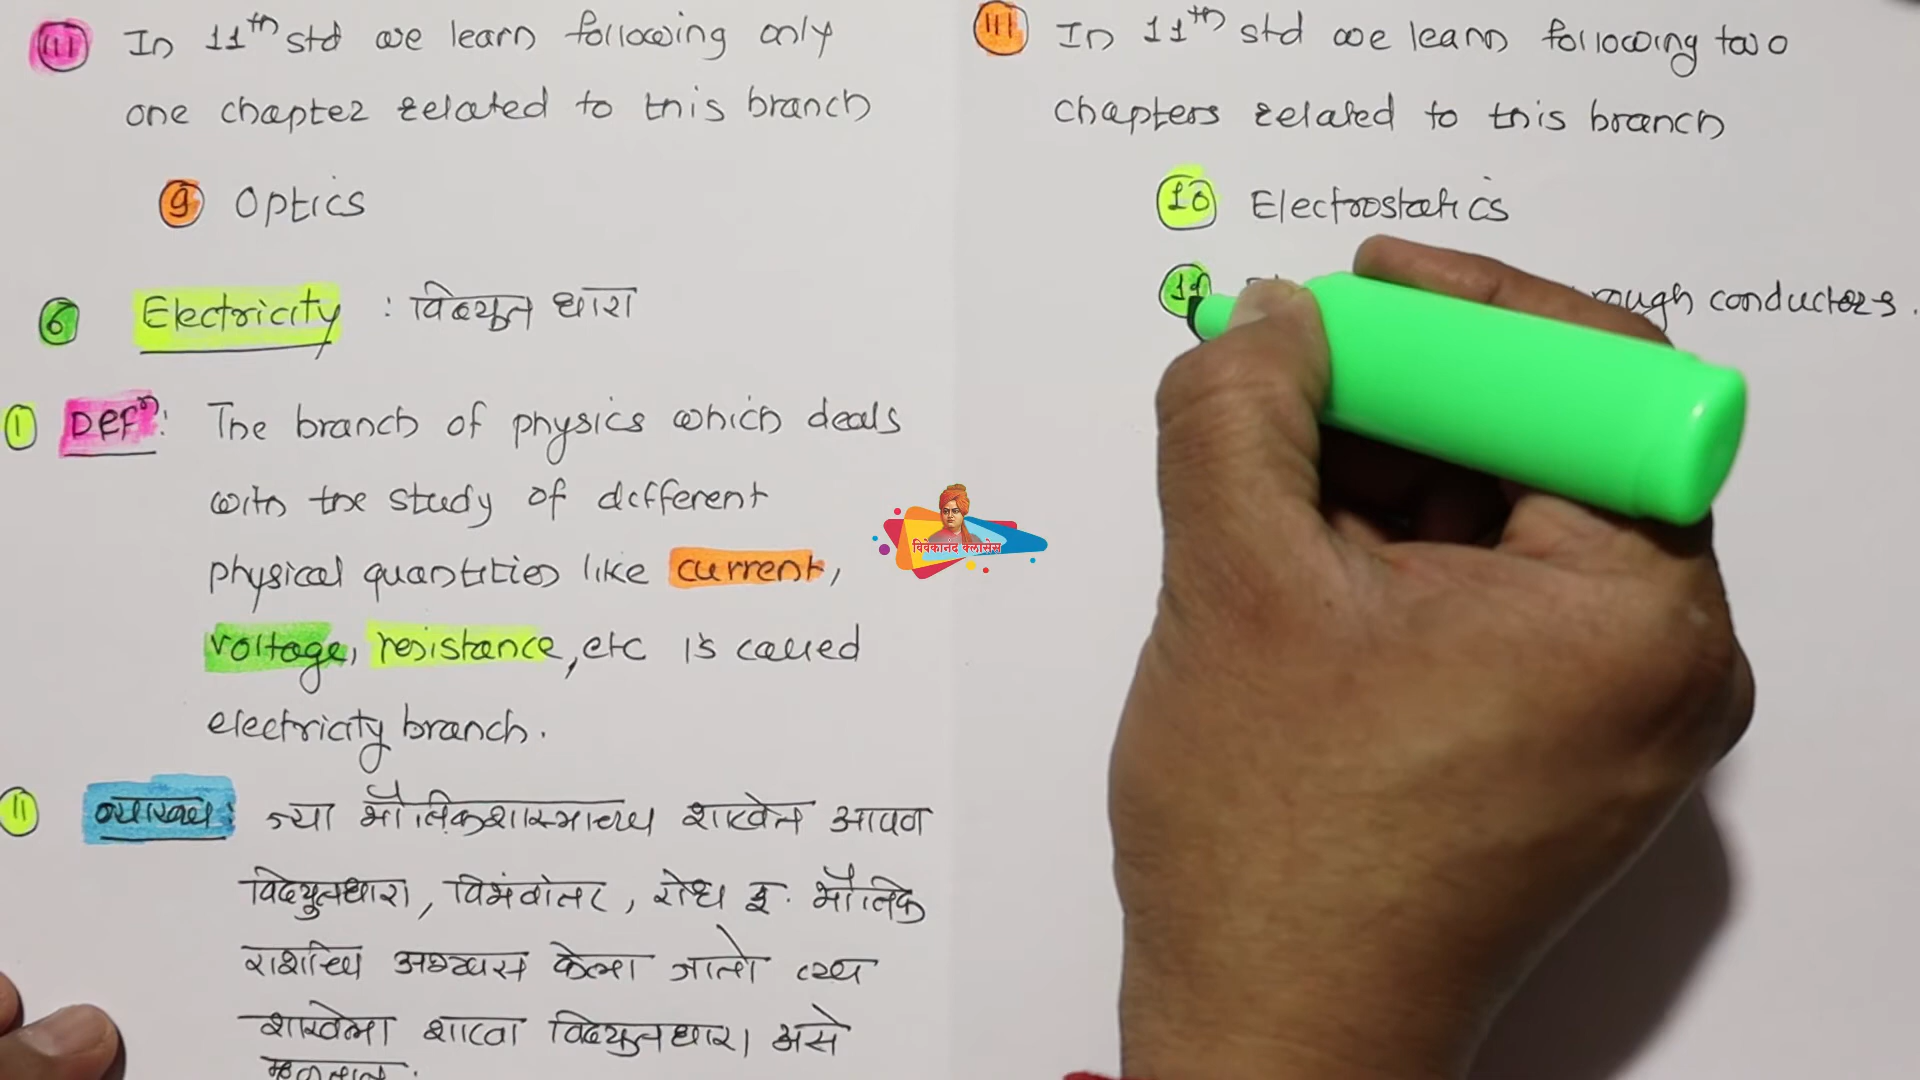 III In 11th std we learn following only
one chapter related to this branch
9 Optics
6 Electricity : विद्युत धारा
I Defn: The branch of physics which deals
with the study of different
physical quantities like current,
voltage, resistance, etc is called
electricity branch.
II व्याख्या: ज्या भौतिकशास्त्राच्या शाखेत आपण
विद्युतधारा, विभवांतर, रोध इ. भौतिक
राशींचा अभ्यास केला जातो त्या
शाखेला शाखा विद्युतधारा असे
म्हणतात.
III In 11th std we learn following two
chapters related to this branch
10 Electrostatics
11 conductors.
विवेकानंद क्लासेस